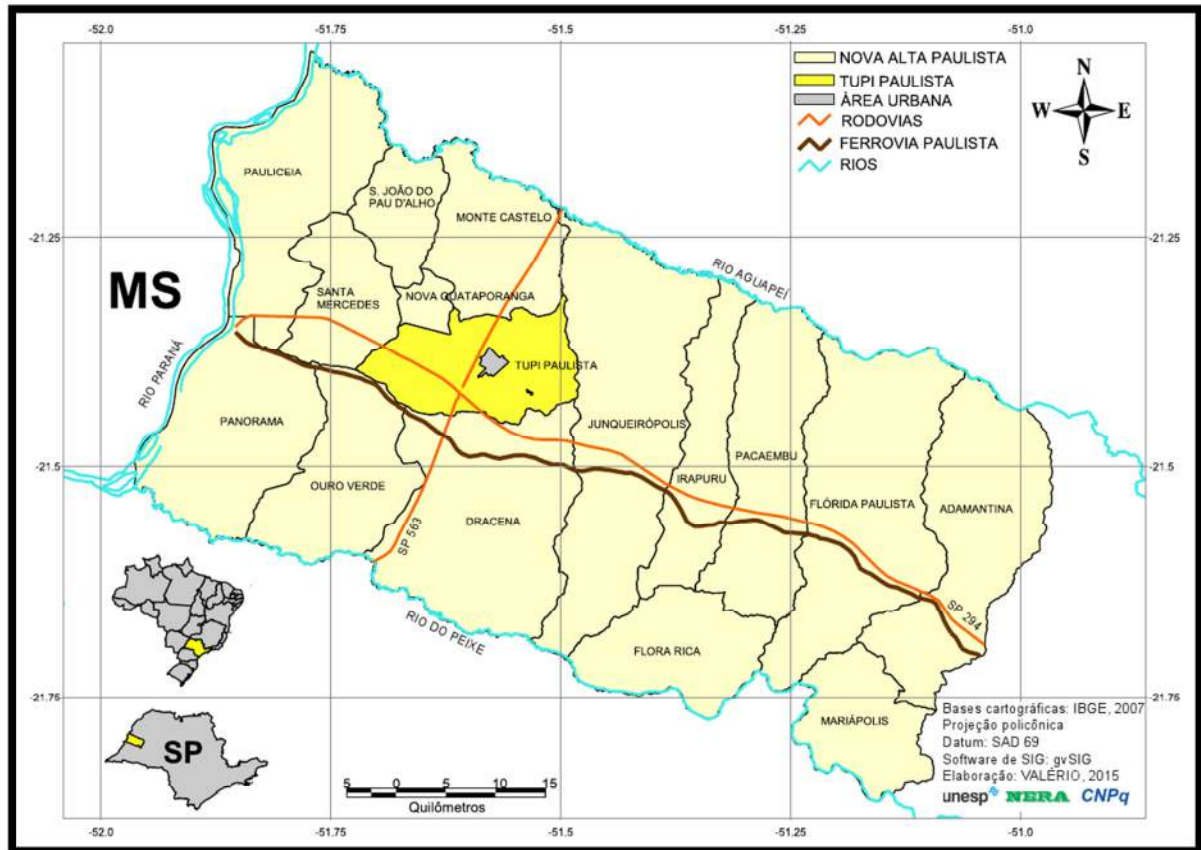 -52.0
-51.75
-51.5
-51.25
-51.0
NOVA ALTA PAULISTA
TUPI PAULISTA
ÀREA URBANA
RODOVIAS
FERROVIA PAULISTA
RIOS
N
W
E
S
PAULICEIA
S. JOÃO DO
PAU D'ALHO
MONTE CASTELO
-21.25
-21.25
RIO AGUAPEÍ
MS
SANTA
MERCEDES
NOVA GUATAPORANGA
RIO PARANÁ
TUPI PAULISTA
PANORAMA
JUNQUEIRÓPOLIS
PACAEMBU
-21.5
-21.5
IRAPURU
OURO VERDE
FLÓRIDA PAULISTA
ADAMANTINA
DRACENA
SP 563
SP 294
RIO DO PEIXE
FLORA RICA
-21.75
-21.75
MARIÁPOLIS
SP
Bases cartográficas: IBGE, 2007
Projeção policônica
Datum: SAD 69
Software de SIG: gvSIG
Elaboração: VALÉRIO, 2015
unesp NERA CNPq
5 0 5 10 15
Quilômetros
-52.0
-51.75
-51.5
-51.25
-51.0